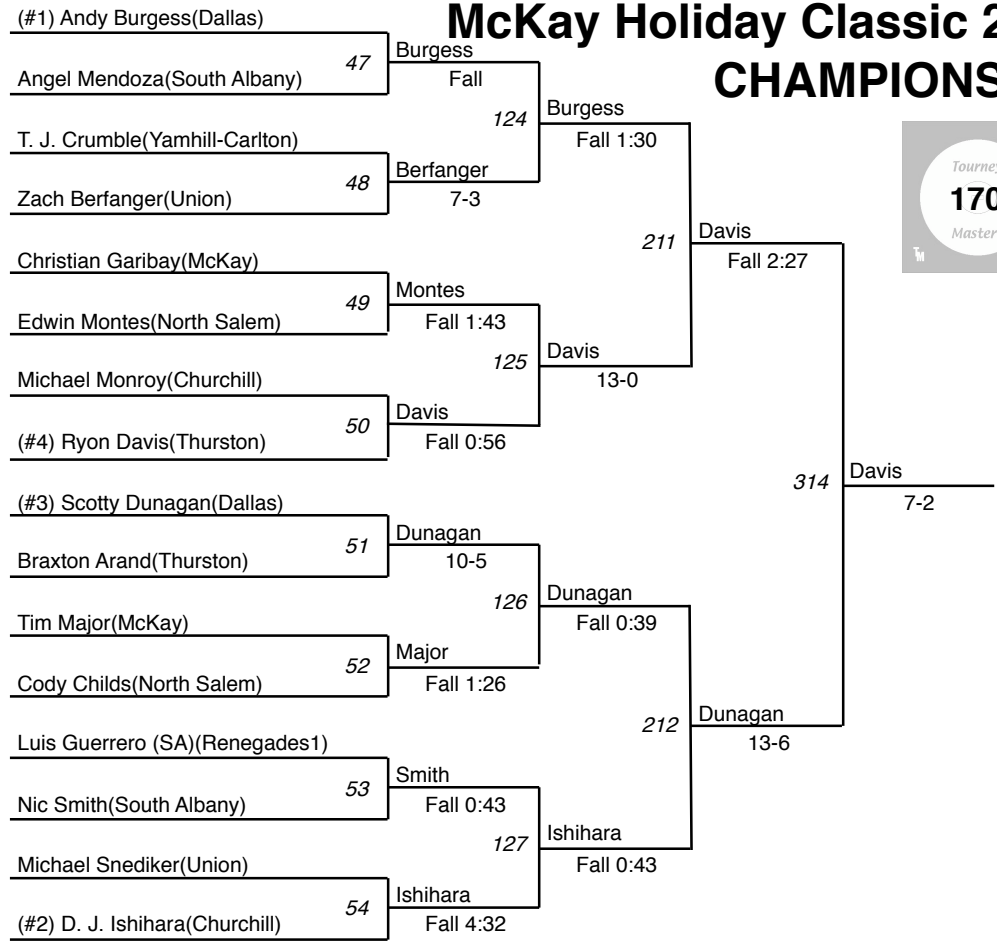 McKay Holiday Classic 2
CHAMPIONS
Tourney
170
Master
TM
(#1) Andy Burgess(Dallas)
47
Burgess
Angel Mendoza(South Albany)
Fall
124
Burgess
T. J. Crumble(Yamhill-Carlton)
Fall 1:30
48
Berfanger
Zach Berfanger(Union)
7-3
211
Davis
Christian Garibay(McKay)
Fall 2:27
49
Montes
Edwin Montes(North Salem)
Fall 1:43
125
Davis
Michael Monroy(Churchill)
13-0
50
Davis
(#4) Ryon Davis(Thurston)
Fall 0:56
314
Davis
7-2
(#3) Scotty Dunagan(Dallas)
51
Dunagan
Braxton Arand(Thurston)
10-5
126
Dunagan
Tim Major(McKay)
Fall 0:39
52
Major
Cody Childs(North Salem)
Fall 1:26
212
Dunagan
Luis Guerrero (SA)(Renegades1)
13-6
53
Smith
Nic Smith(South Albany)
Fall 0:43
127
Ishihara
Michael Snediker(Union)
Fall 0:43
54
Ishihara
(#2) D. J. Ishihara(Churchill)
Fall 4:32